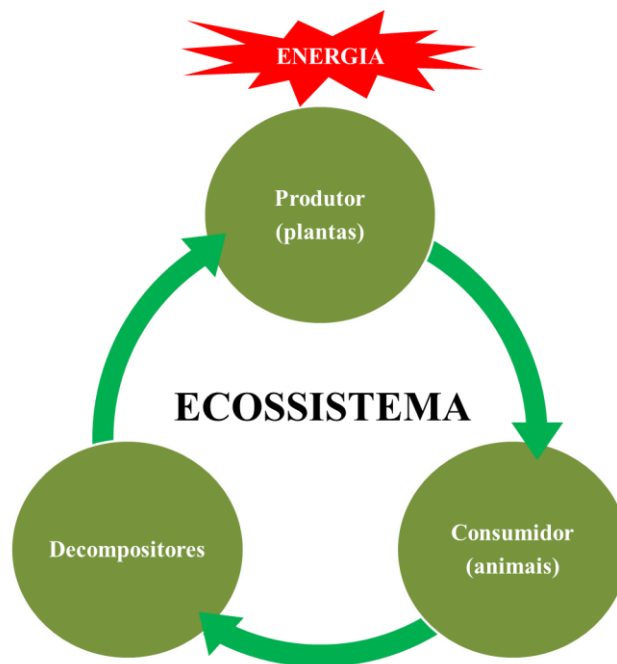 ENERGIA
Produtor
(plantas)
ECOSSISTEMA
Decompositores
Consumidor
(animais)